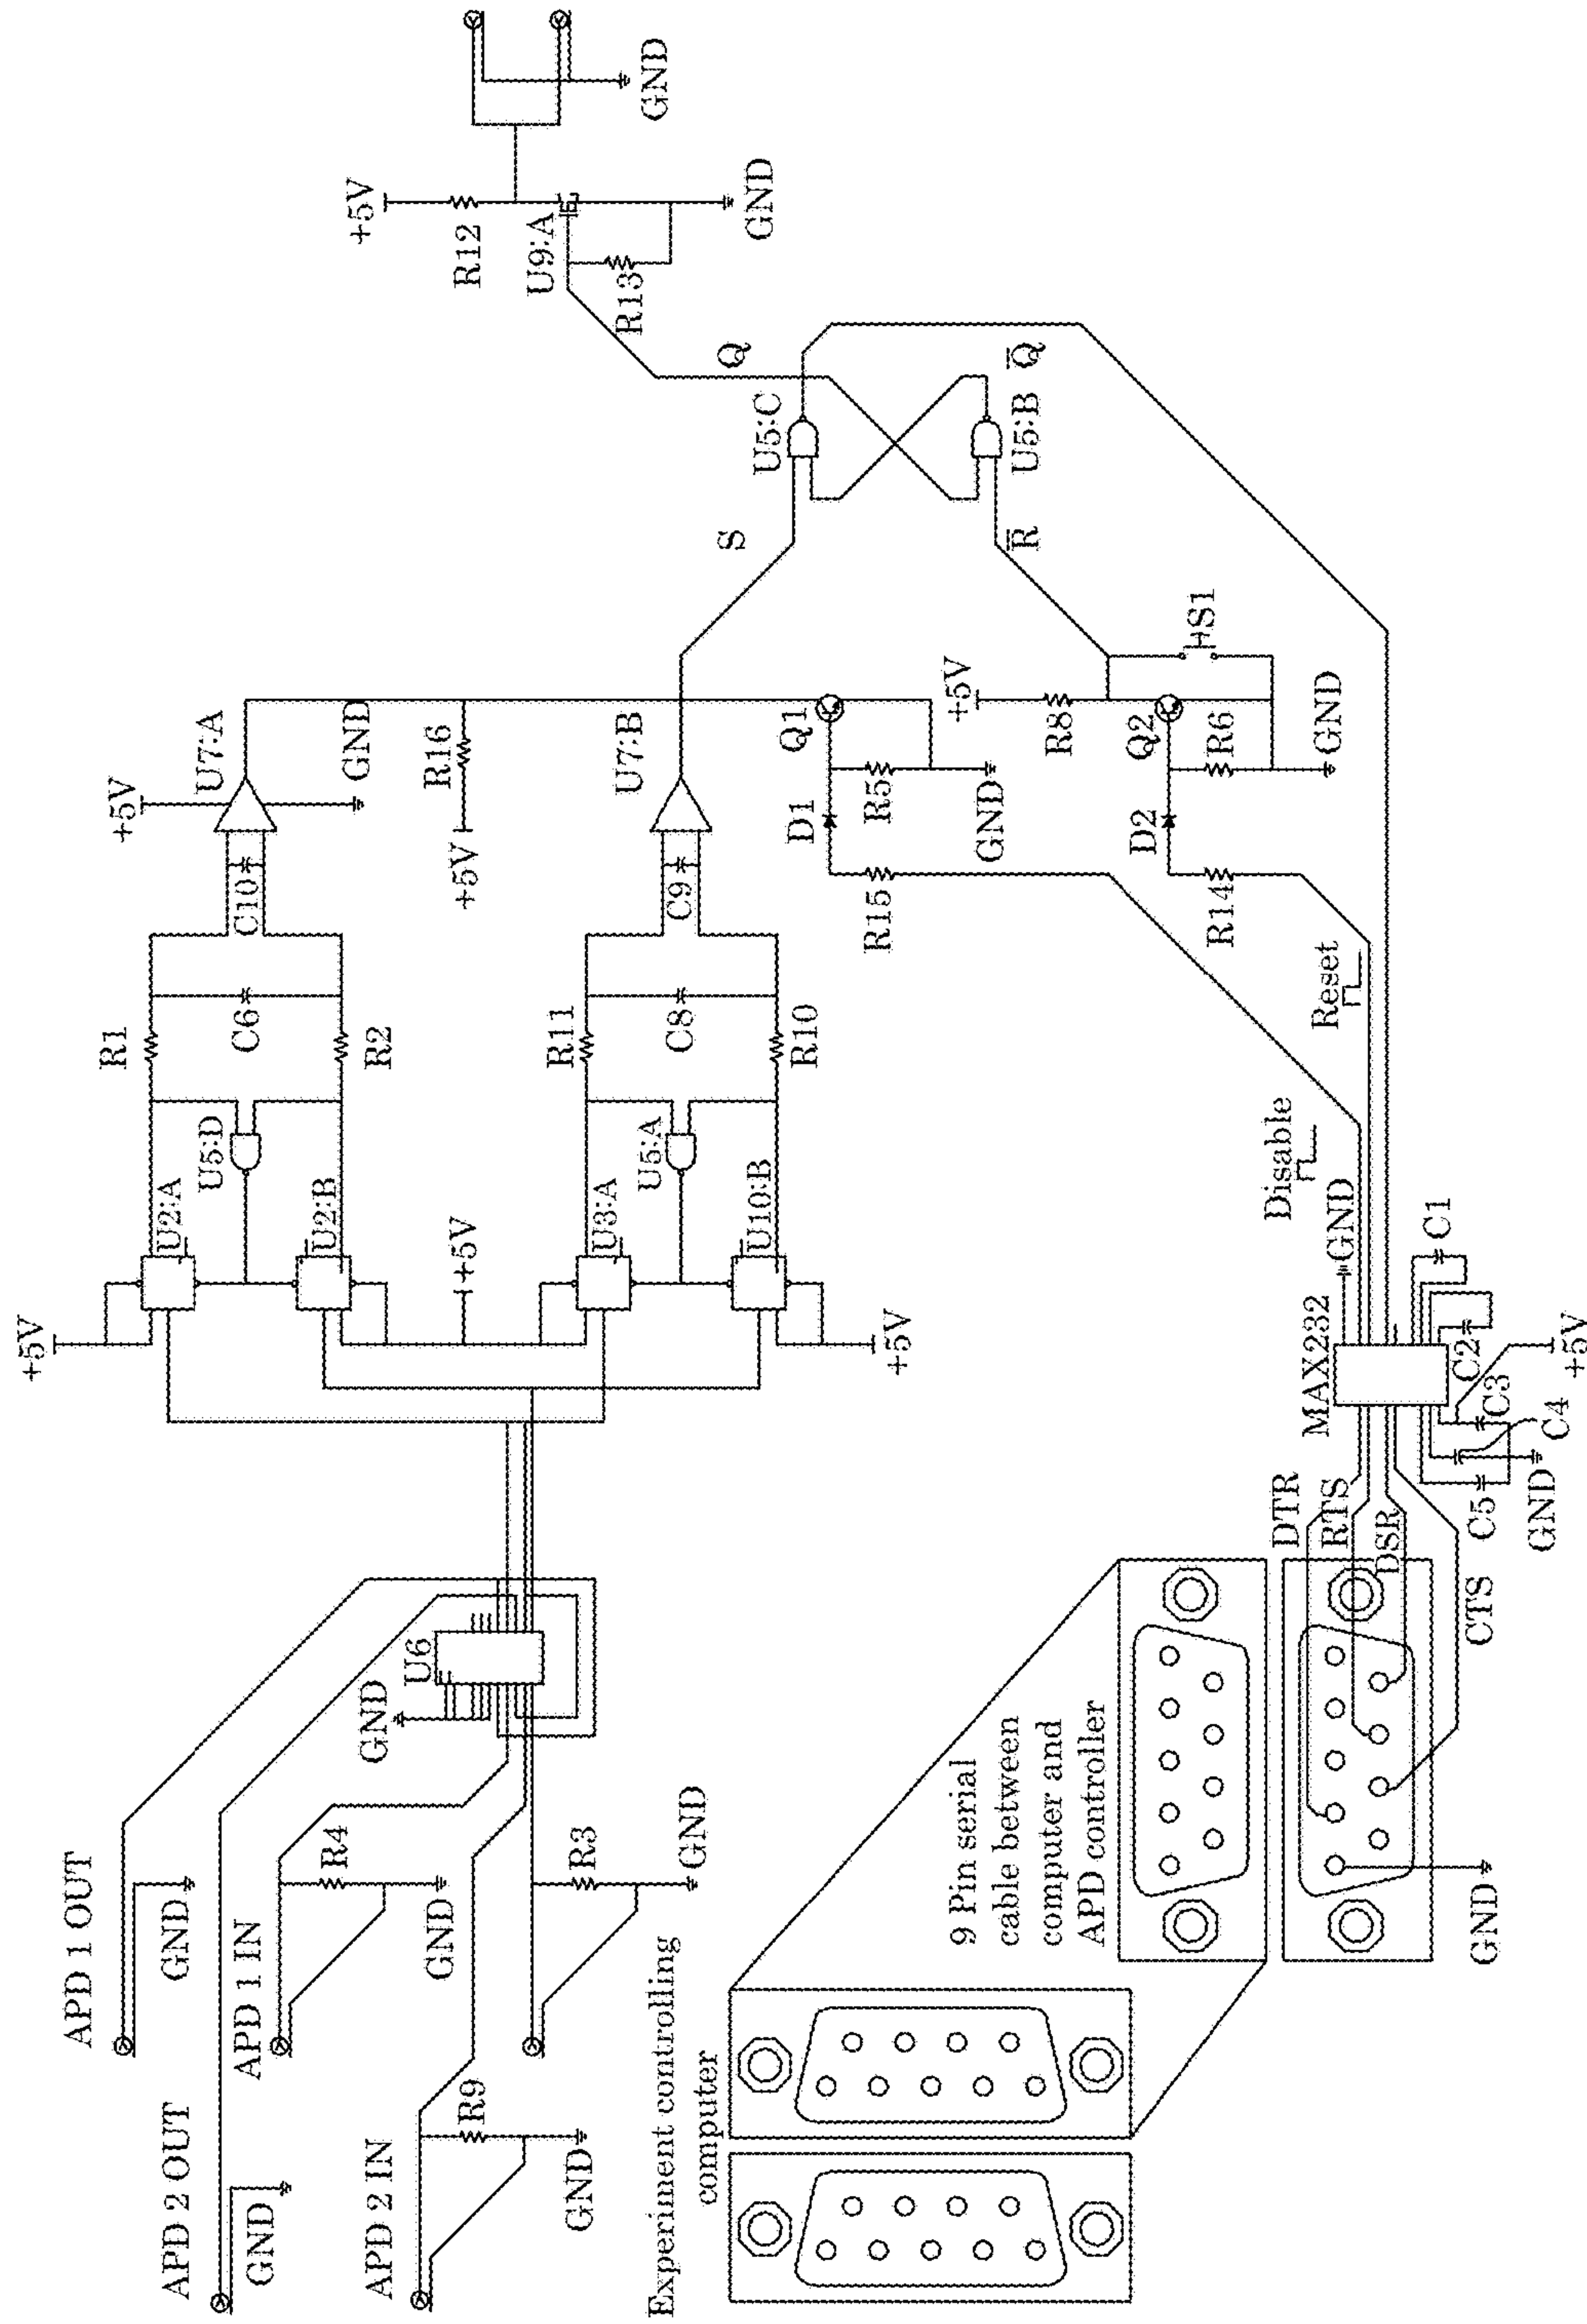 APD 1 OUT
GND
APD 2 OUT
GND
APD 1 IN
R4
GND
APD 2 IN
R9
GND
R3
GND
GND
U6
+5V
U2:A
U5:D
U2:B
R1
C6
R2
C10
+5V
U7:A
GND
+5V
R16
+5V
U3:A
U5:A
U10:B
+5V
R11
C8
R10
C9
U7:B
Q1
D1
R5
GND
R15
+5V
R8
Q2
D2
R6
GND
R14
S1
S
R
U5:C
U5:B
Q
Q
+5V
R12
U9:A
R13
GND
GND
Experiment controlling
computer
9 Pin serial
cable between
computer and
APD controller
GND
DTR
RTS
DSR
CTS
MAX232
GND
Disable
Reset
C1
C2
C3
C4
C5
+5V
GND